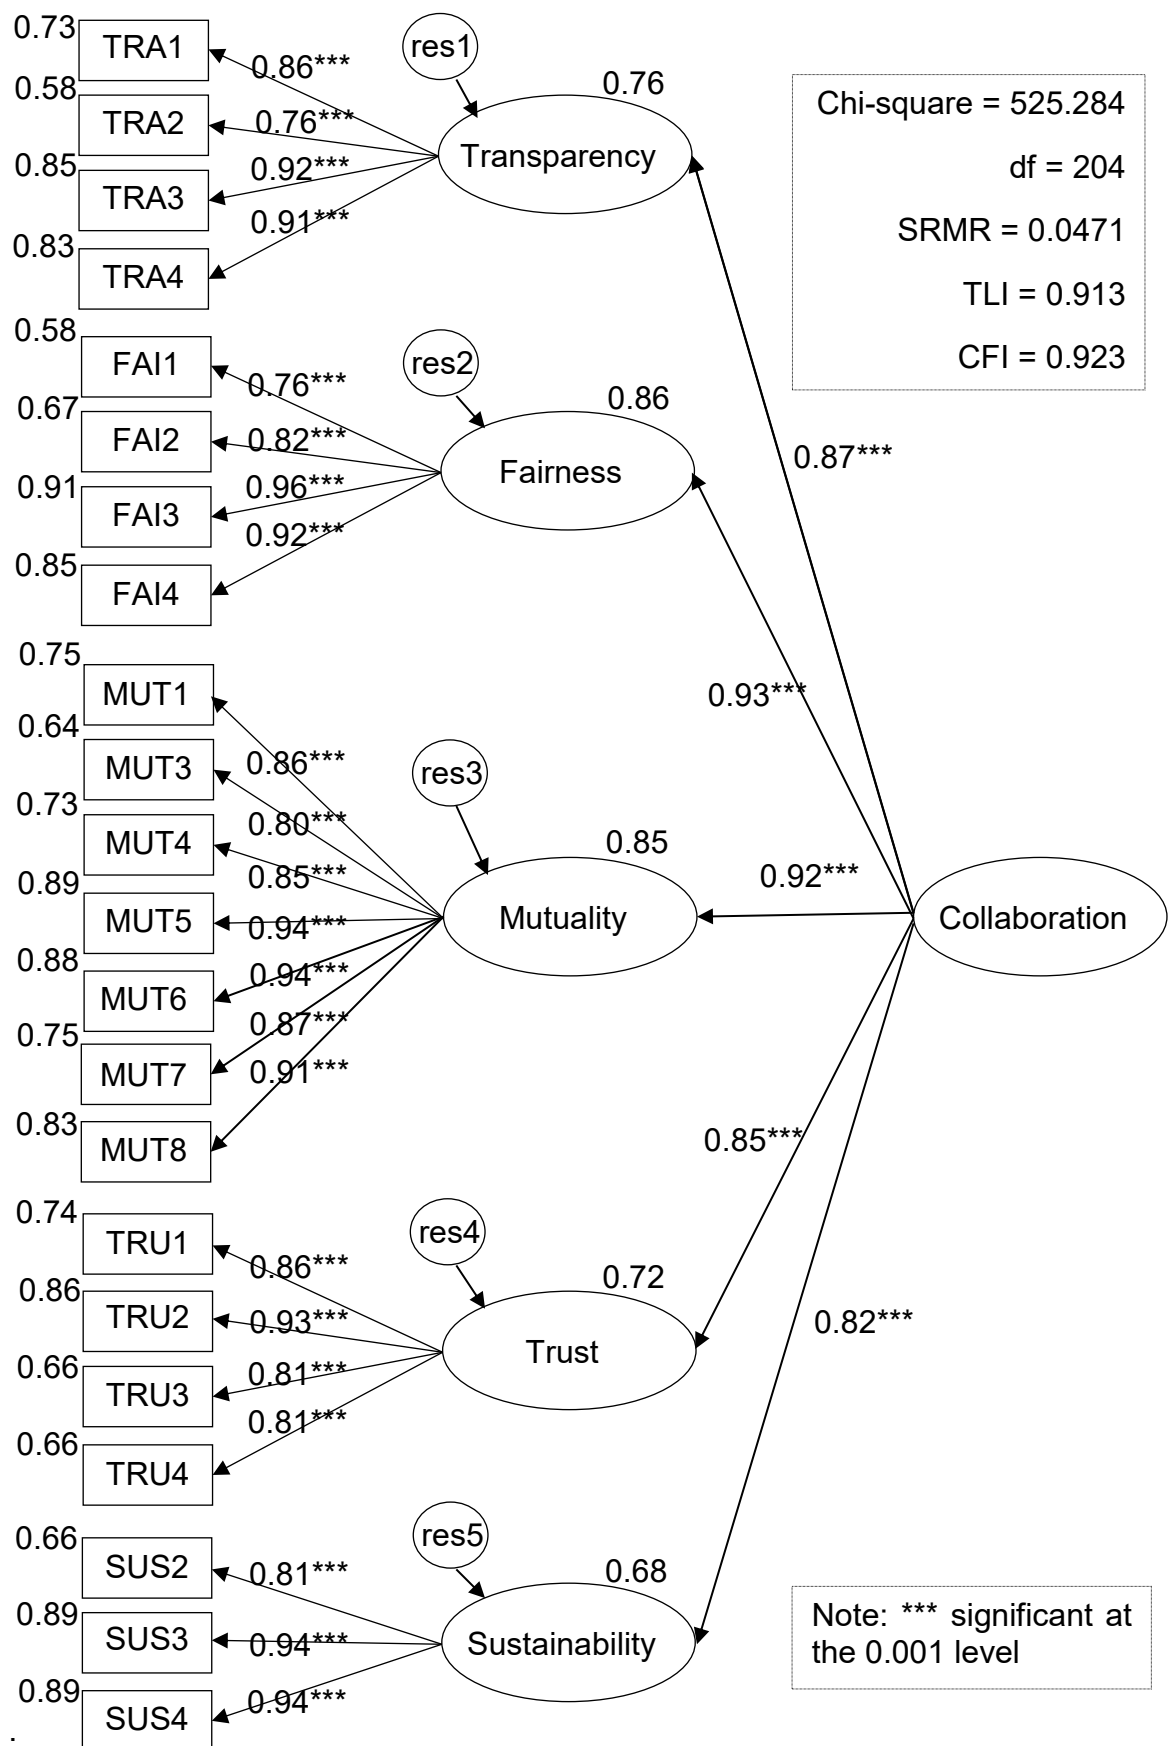 0.73
TRA1
0.86***
res1
0.76
Chi-square = 525.284
0.58
TRA2
0.76***
Transparency
df = 204
0.85
TRA3
0.92***
SRMR = 0.0471
0.83
TRA4
0.91***
TLI = 0.913
CFI = 0.923
0.58
FAI1
0.76***
res2
0.86
0.67
FAI2
0.82***
Fairness
0.87***
0.91
FAI3
0.96***
0.85
FAI4
0.92***
0.93***
0.75
MUT1
0.86***
res3
0.85
0.64
MUT3
0.80***
0.73
MUT4
0.85***
0.92***
0.89
MUT5
0.94***
Mutuality
Collaboration
0.88
MUT6
0.94***
0.75
MUT7
0.87***
0.83
MUT8
0.91***
0.85***
0.74
TRU1
0.86***
res4
0.72
0.86
TRU2
0.93***
Trust
0.82***
0.66
TRU3
0.81***
0.66
TRU4
0.81***
0.66
SUS2
0.81***
res5
0.68
0.89
SUS3
0.94***
Sustainability
0.89
SUS4
0.94***
Note: *** significant at
the 0.001 level
.